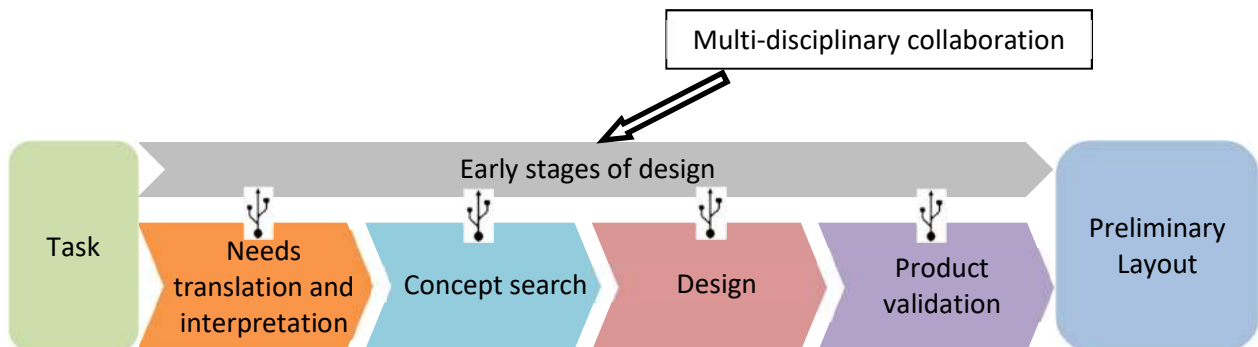 Multi-disciplinary collaboration
Early stages of design
Task
Needs
translation and
interpretation
Concept search
Design
Product
validation
Preliminary
Layout